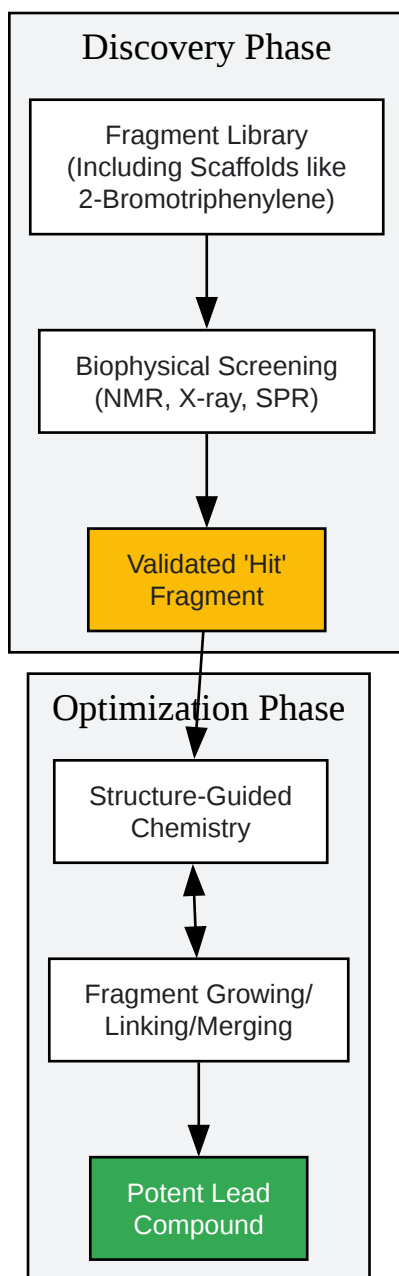 Discovery Phase
Fragment Library
(Including Scaffolds like
2-Bromotriphenylene)
Biophysical Screening
(NMR, X-ray, SPR)
Validated 'Hit'
Fragment
Optimization Phase
Structure-Guided
Chemistry
Fragment Growing/
Linking/Merging
Potent Lead
Compound